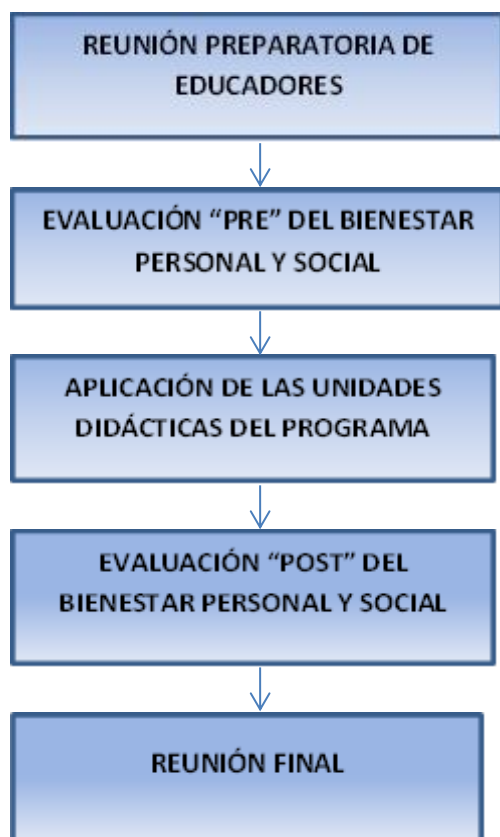 REUNIÓN PREPARATORIA DE
EDUCADORES
EVALUACIÓN “PRE” DEL BIENESTAR
PERSONAL Y SOCIAL
APLICACIÓN DE LAS UNIDADES
DIDÁCTICAS DEL PROGRAMA
EVALUACIÓN “POST” DEL
BIENESTAR PERSONAL Y SOCIAL
REUNIÓN FINAL